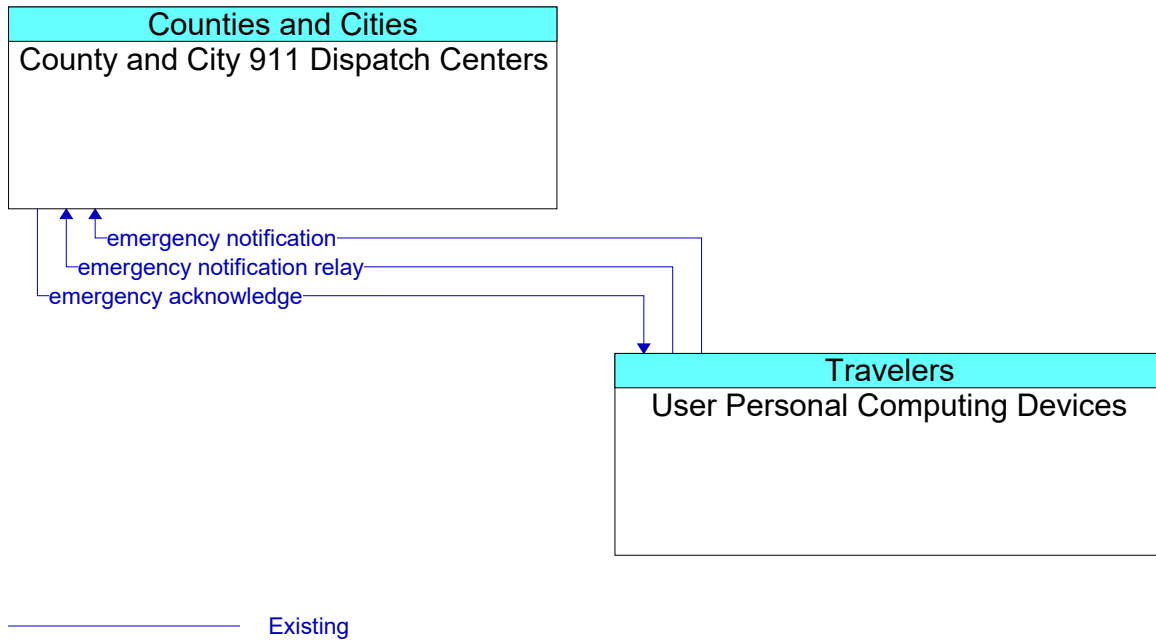 Counties and Cities
County and City 911 Dispatch Centers
emergency notification
emergency notification relay
emergency acknowledge
Travelers
User Personal Computing Devices
Existing